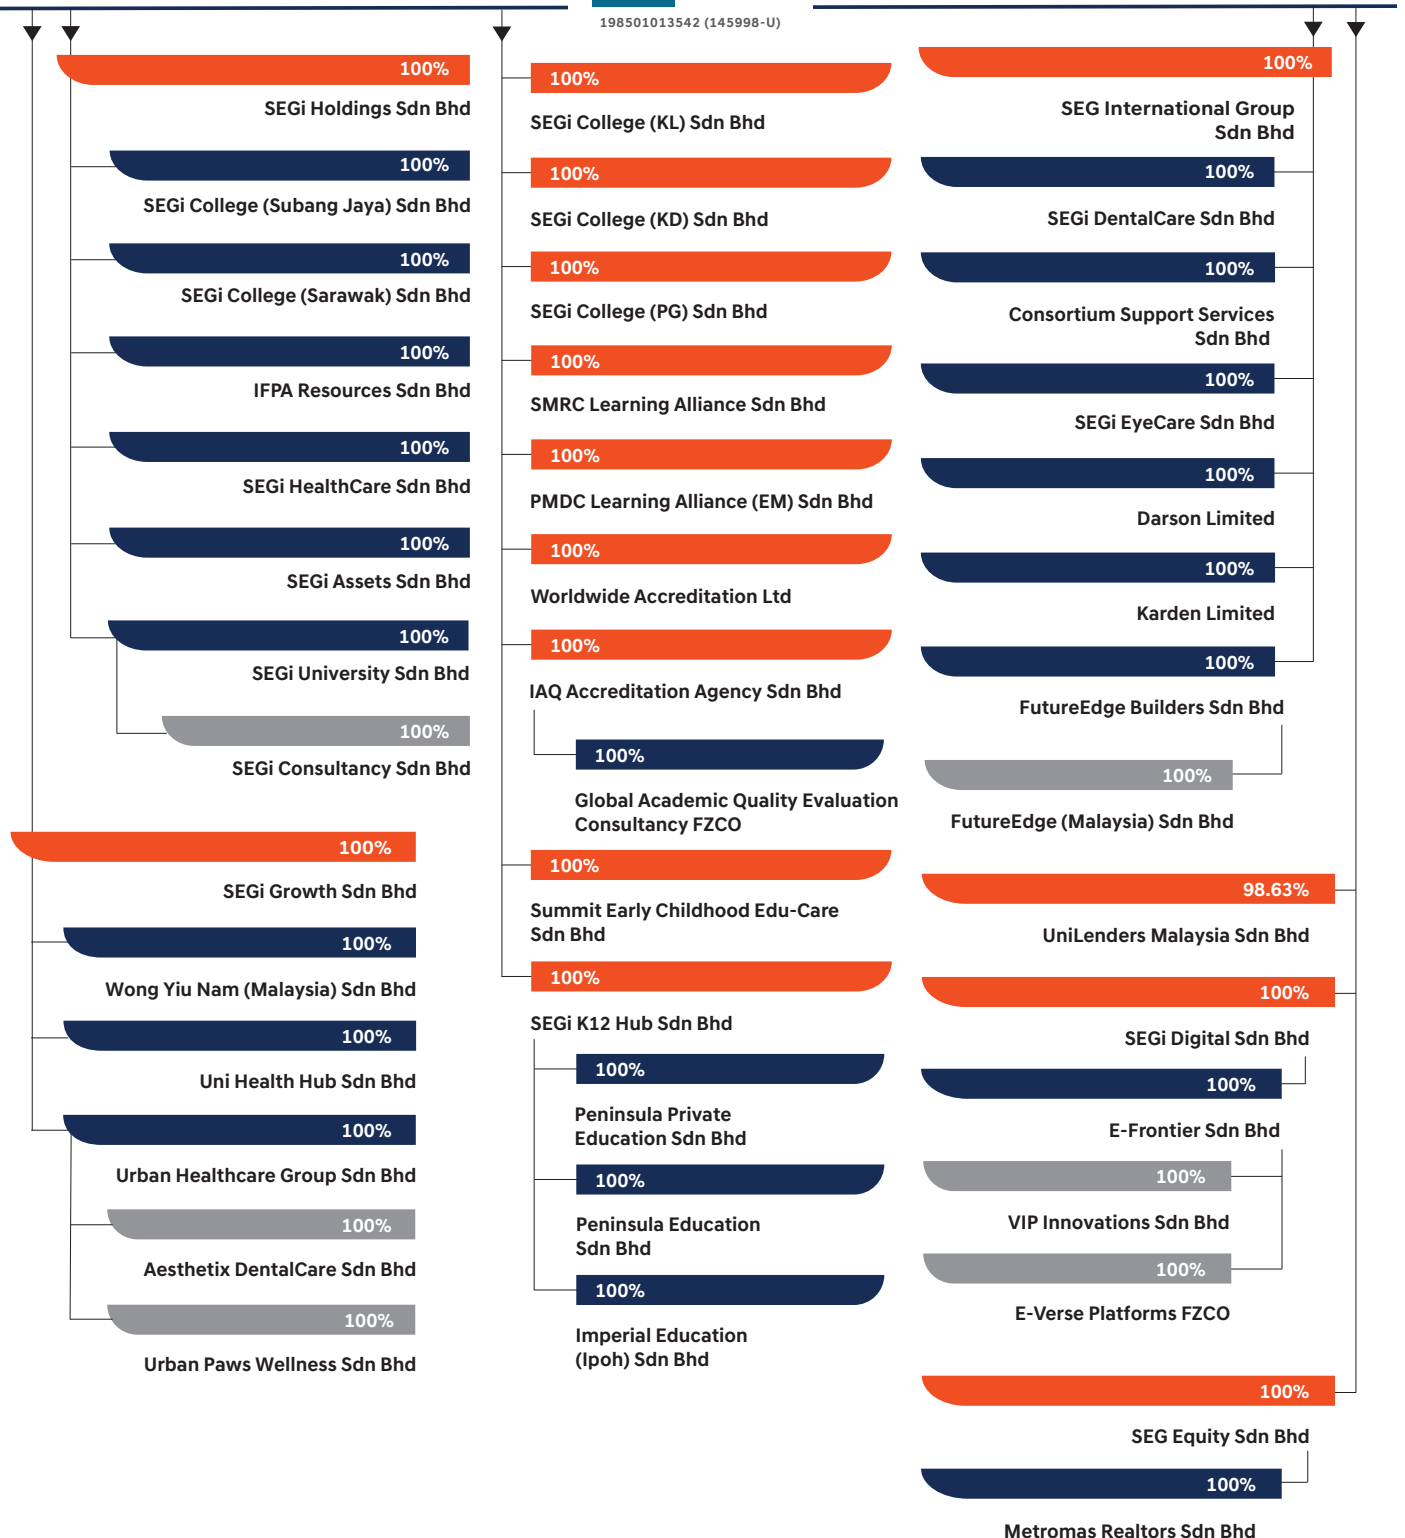 198501013542 (145998-U)
100%
SEGi Holdings Sdn Bhd
100%
SEGi College (Subang Jaya) Sdn Bhd
100%
SEGi College (Sarawak) Sdn Bhd
100%
IFPA Resources Sdn Bhd
100%
SEGi HealthCare Sdn Bhd
100%
SEGi Assets Sdn Bhd
100%
SEGi University Sdn Bhd
100%
SEGi Consultancy Sdn Bhd
100%
SEGi Growth Sdn Bhd
100%
Wong Yiu Nam (Malaysia) Sdn Bhd
100%
Uni Health Hub Sdn Bhd
100%
Urban Healthcare Group Sdn Bhd
100%
Aesthetix DentalCare Sdn Bhd
100%
Urban Paws Wellness Sdn Bhd
100%
SEGi College (KL) Sdn Bhd
100%
SEGi College (KD) Sdn Bhd
100%
SEGi College (PG) Sdn Bhd
100%
SMRC Learning Alliance Sdn Bhd
100%
PMDC Learning Alliance (EM) Sdn Bhd
100%
Worldwide Accreditation Ltd
100%
IAQ Accreditation Agency Sdn Bhd
100%
Global Academic Quality Evaluation
Consultancy FZCO
100%
Summit Early Childhood Edu-Care
Sdn Bhd
100%
SEGi K12 Hub Sdn Bhd
100%
Peninsula Private
Education Sdn Bhd
100%
Peninsula Education
Sdn Bhd
100%
Imperial Education
(Ipoh) Sdn Bhd
100%
SEG International Group
Sdn Bhd
100%
SEGi DentalCare Sdn Bhd
100%
Consortium Support Services
Sdn Bhd
100%
SEGi EyeCare Sdn Bhd
100%
Darson Limited
100%
Karden Limited
100%
FutureEdge Builders Sdn Bhd
100%
FutureEdge (Malaysia) Sdn Bhd
98.63%
UniLenders Malaysia Sdn Bhd
100%
SEGi Digital Sdn Bhd
100%
E-Frontier Sdn Bhd
100%
VIP Innovations Sdn Bhd
100%
E-Verse Platforms FZCO
100%
SEG Equity Sdn Bhd
100%
Metromas Realtors Sdn Bhd